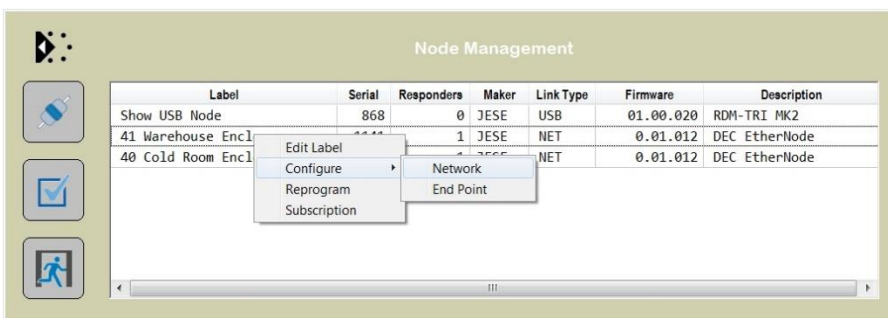 Node Management
Label Serial Responders Maker Link Type Firmware Description
Show USB Node 868 0 JESE USB 01.00.020 RDM-TRI MK2
41 Warehouse Encl 1 JESE NET 0.01.012 DEC EtherNode
40 Cold Room Encl 1 JESE NET 0.01.012 DEC EtherNode
Edit Label
Configure Network
Reprogram End Point
Subscription